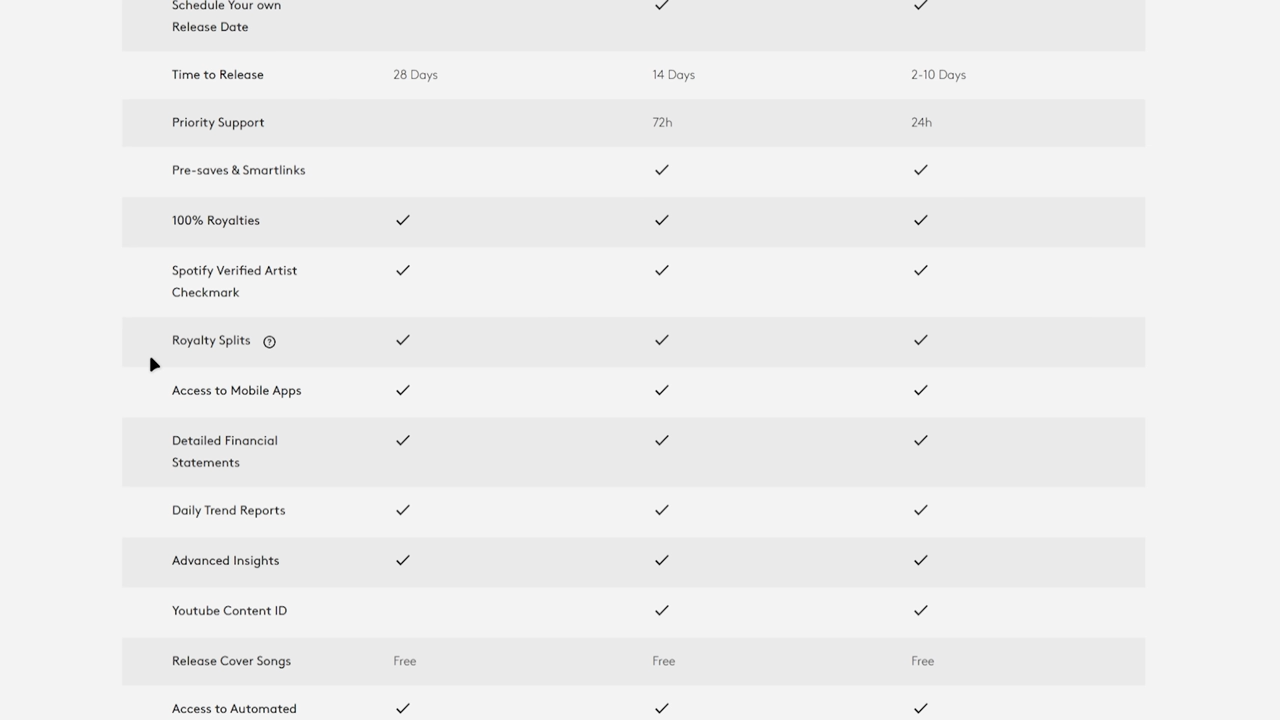 Schedule Your own
Release Date
Time to Release 28 Days 14 Days 2-10 Days
Priority Support 72h 24h
Pre-saves & Smartlinks ✓ ✓
100% Royalties ✓ ✓ ✓
Spotify Verified Artist ✓ ✓ ✓
Checkmark
Royalty Splits ? ✓ ✓ ✓
Access to Mobile Apps ✓ ✓ ✓
Detailed Financial ✓ ✓ ✓
Statements
Daily Trend Reports ✓ ✓ ✓
Advanced Insights ✓ ✓ ✓
Youtube Content ID ✓ ✓
Release Cover Songs Free Free Free
Access to Automated ✓ ✓ ✓